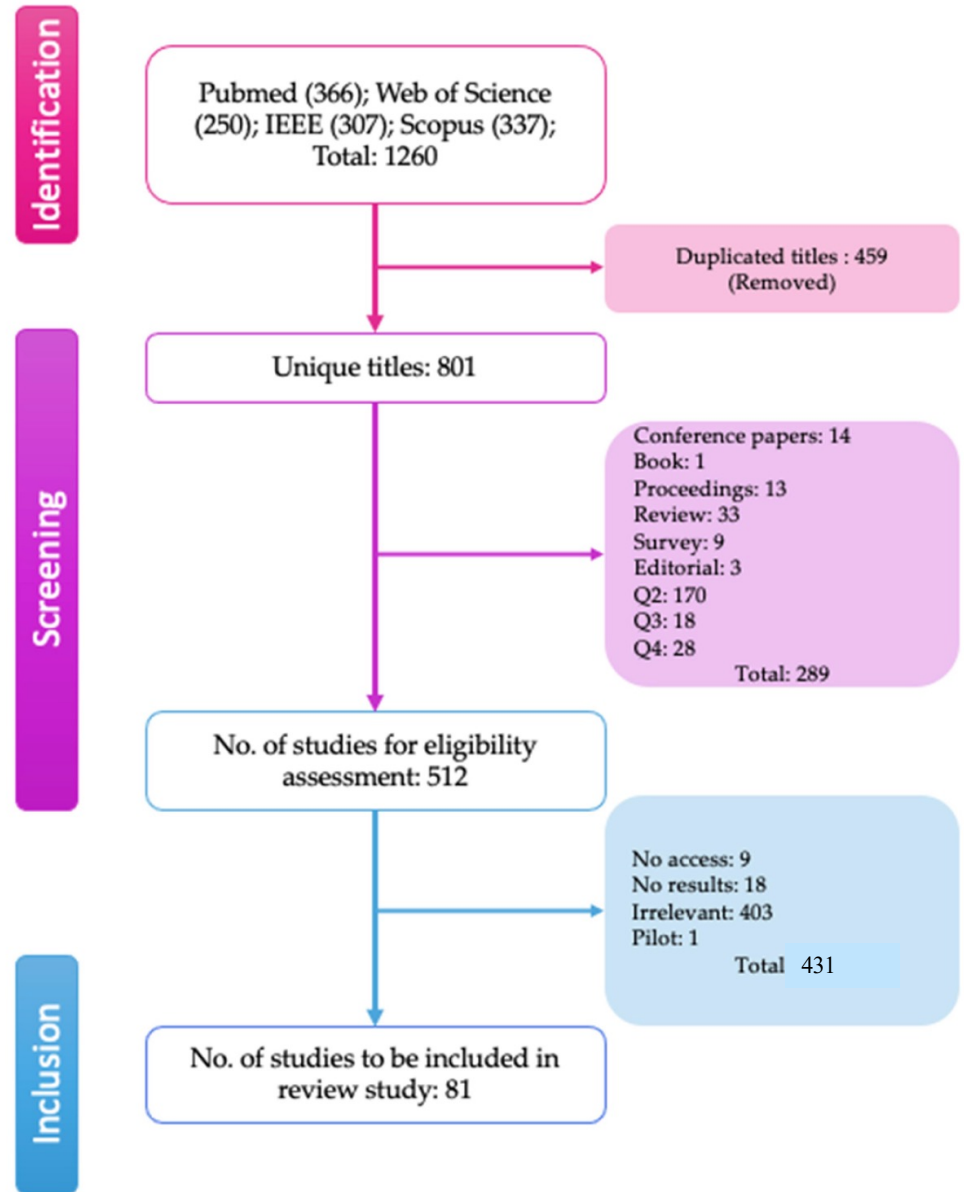 Identification
Pubmed (366); Web of Science
(250); IEEE (307); Scopus (337);
Total: 1260
Duplicated titles : 459
(Removed)
Screening
Unique titles: 801
Conference papers: 14
Book: 1
Proceedings: 13
Review: 33
Survey: 9
Editorial: 3
Q2: 170
Q3: 18
Q4: 28
Total: 289
No. of studies for eligibility
assessment: 512
No access: 9
No results: 18
Irrelevant: 403
Pilot: 1
Total 431
Inclusion
No. of studies to be included in
review study: 81